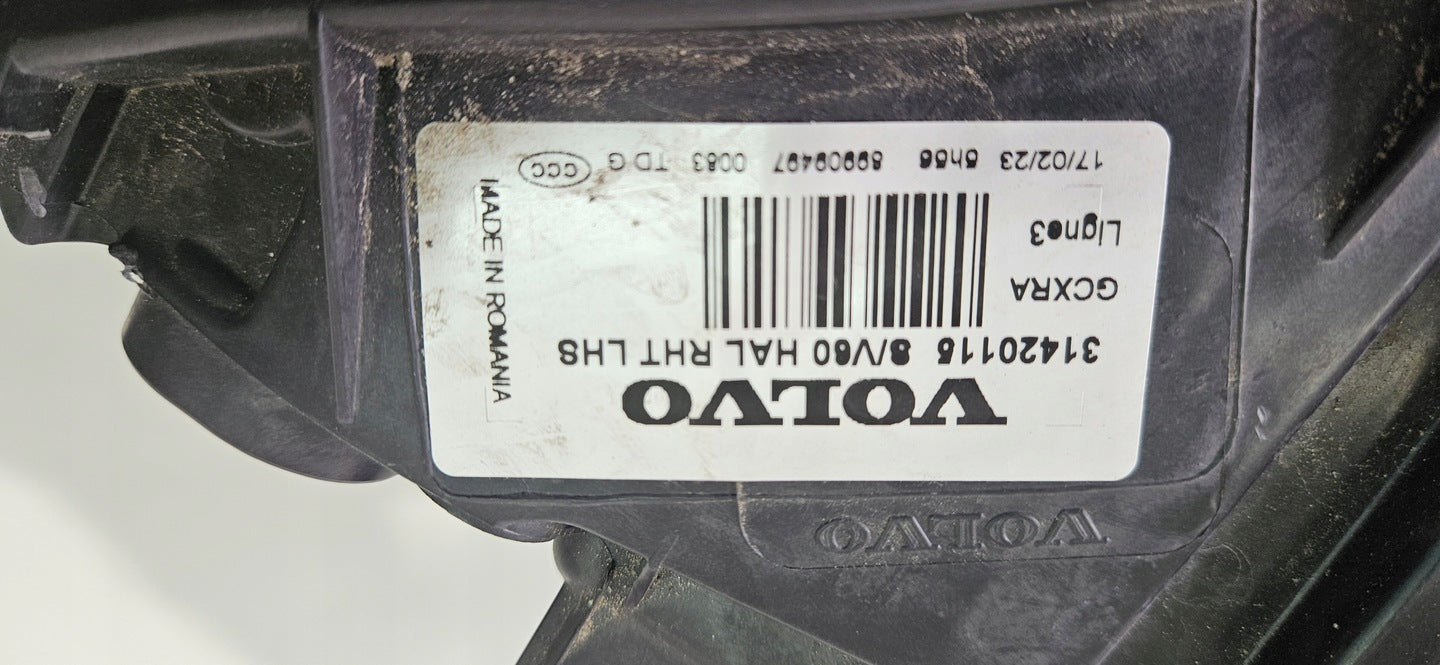 VOLVO
VOLVO
31420115 S/V60 HAL RHT LHS
GCXRA
Ligne3
17/02/23 5h56 89909497 0083 TD G CCC
MADE IN ROMANIA